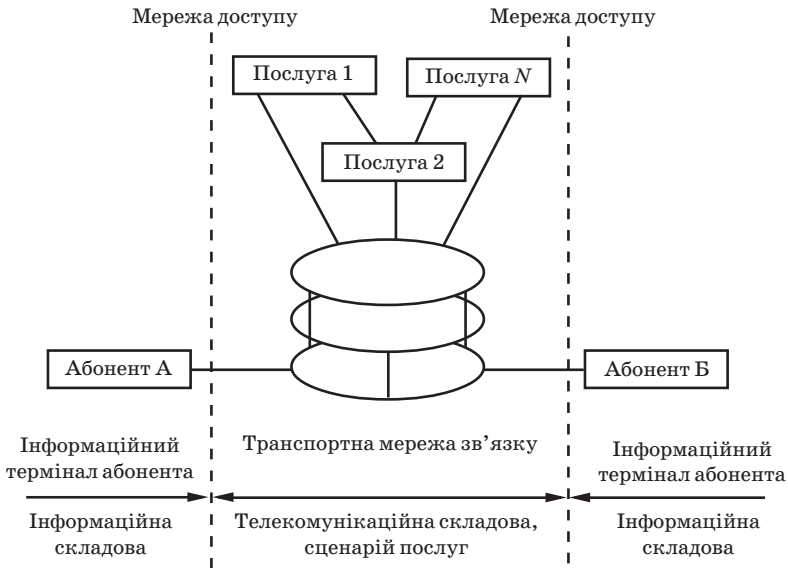 Мережа доступу
Мережа доступу
Послуга 1
Послуга N
Послуга 2
Абонент А
Абонент Б
Інформаційний
термінал абонента
Транспортна мережа зв’язку
Інформаційний
термінал абонента
Інформаційна
складова
Телекомунікаційна складова,
сценарій послуг
Інформаційна
складова